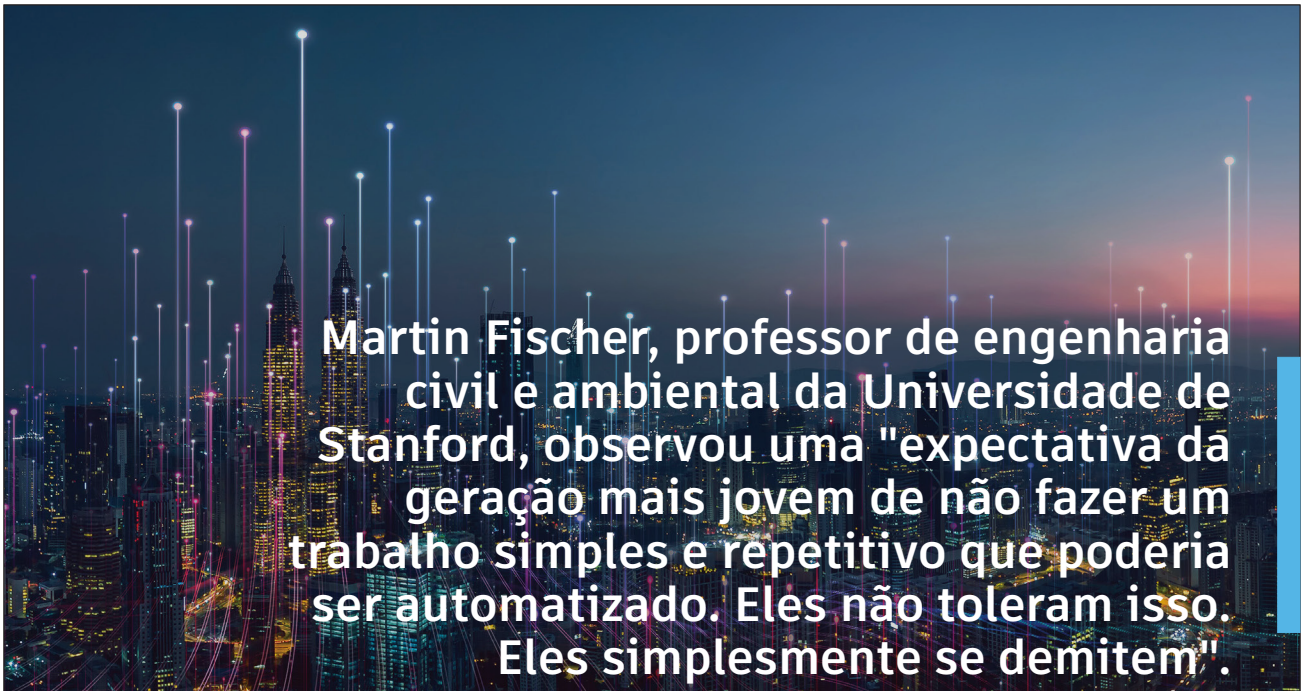 Martin Fischer, professor de engenharia
civil e ambiental da Universidade de
Stanford, observou uma "expectativa da
geração mais jovem de não fazer um
trabalho simples e repetitivo que poderia
ser automatizado. Eles não toleram isso.
Eles simplesmente se demitem".